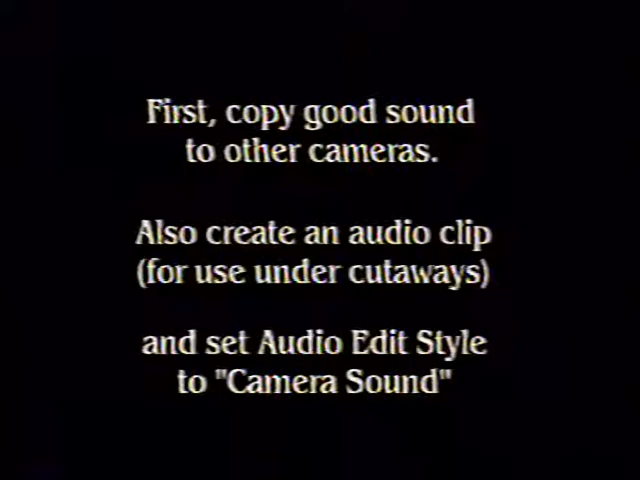 First, copy good sound
to other cameras.
Also create an audio clip
(for use under cutaways)
and set Audio Edit Style
to "Camera Sound"